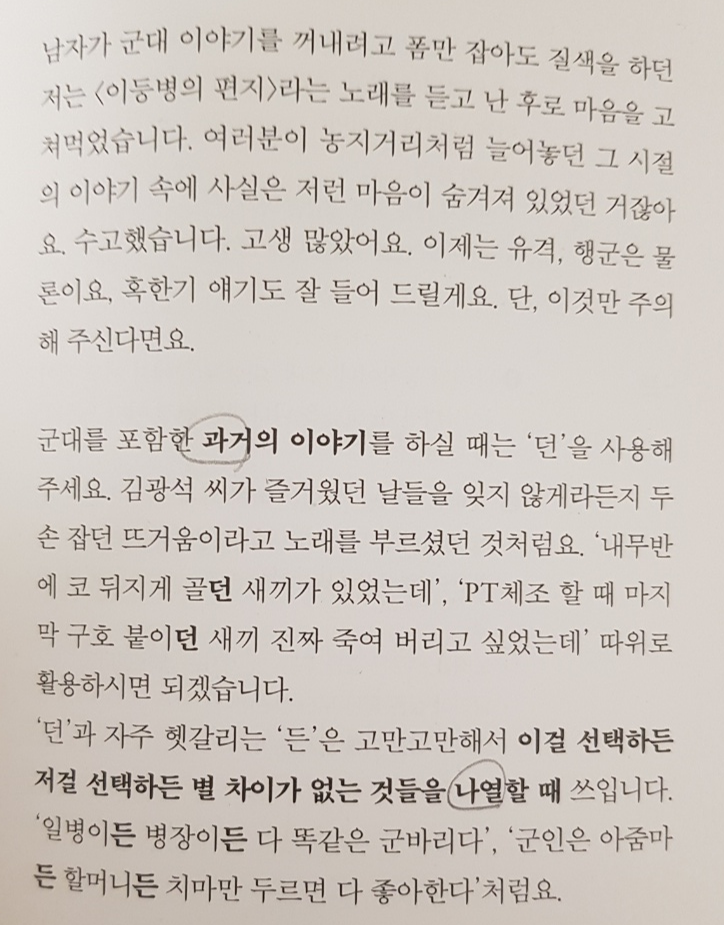 남자가 군대 이야기를 꺼내려고 폼만 잡아도 질색을 하던
저는 〈이등병의 편지〉라는 노래를 듣고 난 후로 마음을 고
쳐먹었습니다. 여러분이 농지거리처럼 늘어놓던 그 시절
의 이야기 속에 사실은 저런 마음이 숨겨져 있었던 거잖아
요. 수고했습니다. 고생 많았어요. 이제는 유격, 행군은 물
론이요, 혹한기 얘기도 잘 들어 드릴게요. 단, 이것만 주의
해 주신다면요.
군대를 포함한 과거의 이야기를 하실 때는 ‘던’을 사용해
주세요. 김광석 씨가 즐거웠던 날들을 잊지 않게라든지 두
손 잡던 뜨거움이라고 노래를 부르셨던 것처럼요. ‘내무반
에 코 뒤지게 골던 새끼가 있었는데’, ‘PT체조 할 때 마지
막 구호 붙이던 새끼 진짜 죽여 버리고 싶었는데’ 따위로
활용하시면 되겠습니다.
‘던’과 자주 헷갈리는 ‘든’은 고만고만해서 이걸 선택하든
저걸 선택하든 별 차이가 없는 것들을 나열할 때 쓰입니다.
‘일병이든 병장이든 다 똑같은 군바리다’, ‘군인은 아줌마
든 할머니든 치마만 두르면 다 좋아한다’처럼요.